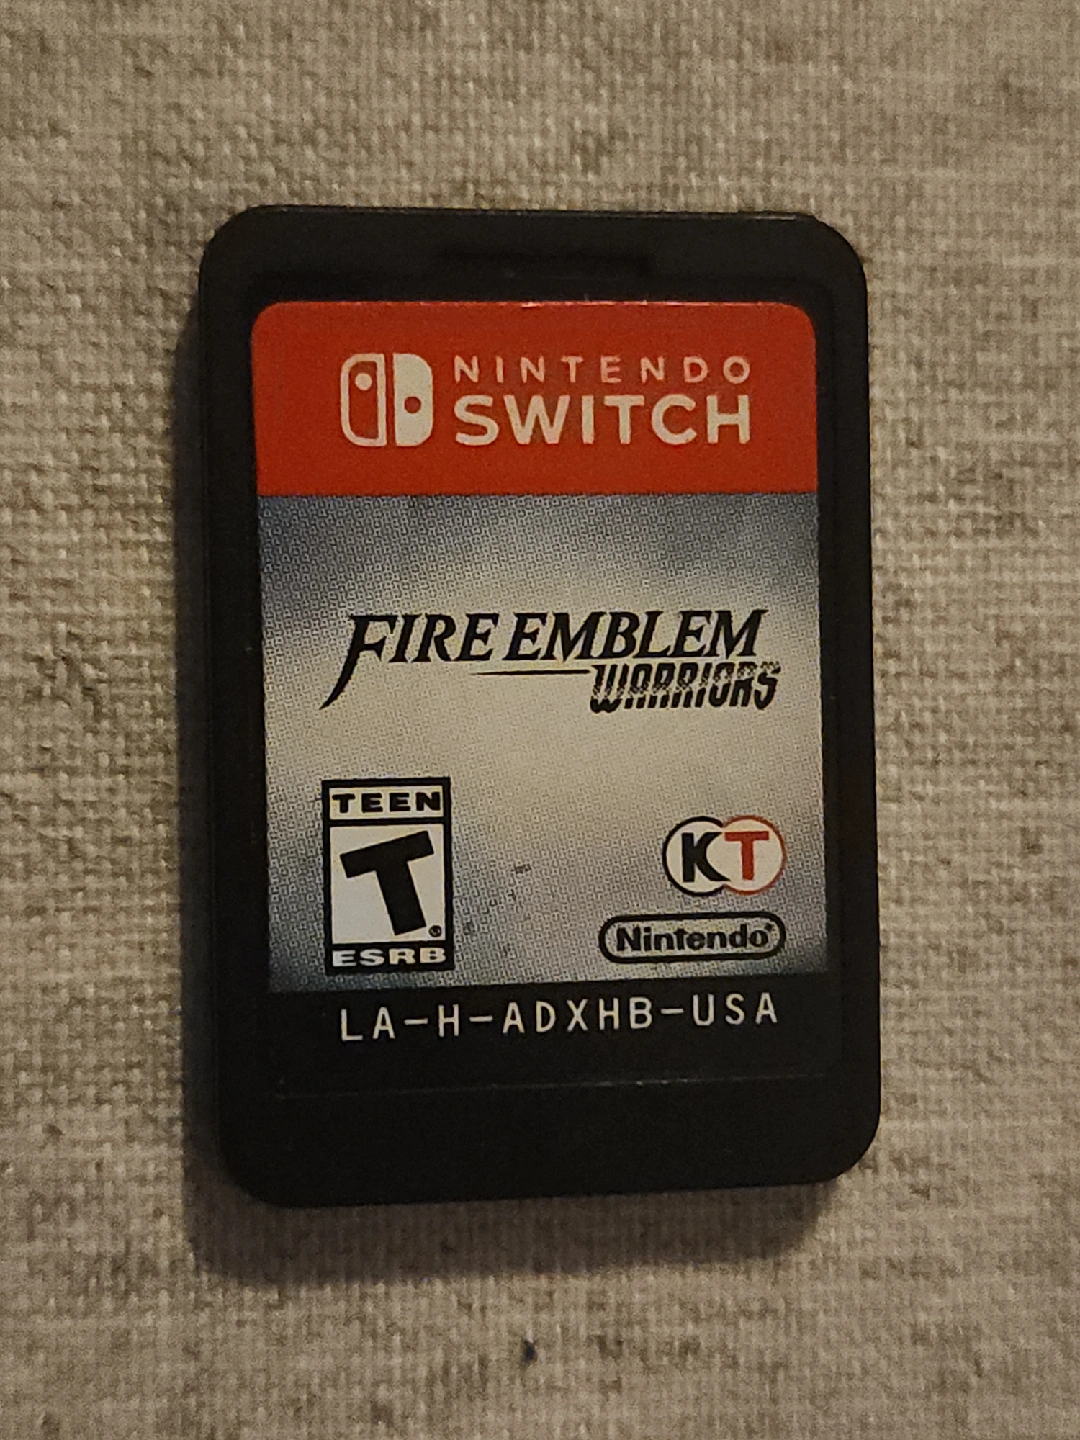 NINTENDO
SWITCH
FIRE EMBLEM
WARRIORS
TEEN
T
ESRB
KT
Nintendo
LA-H-ADXHB-USA